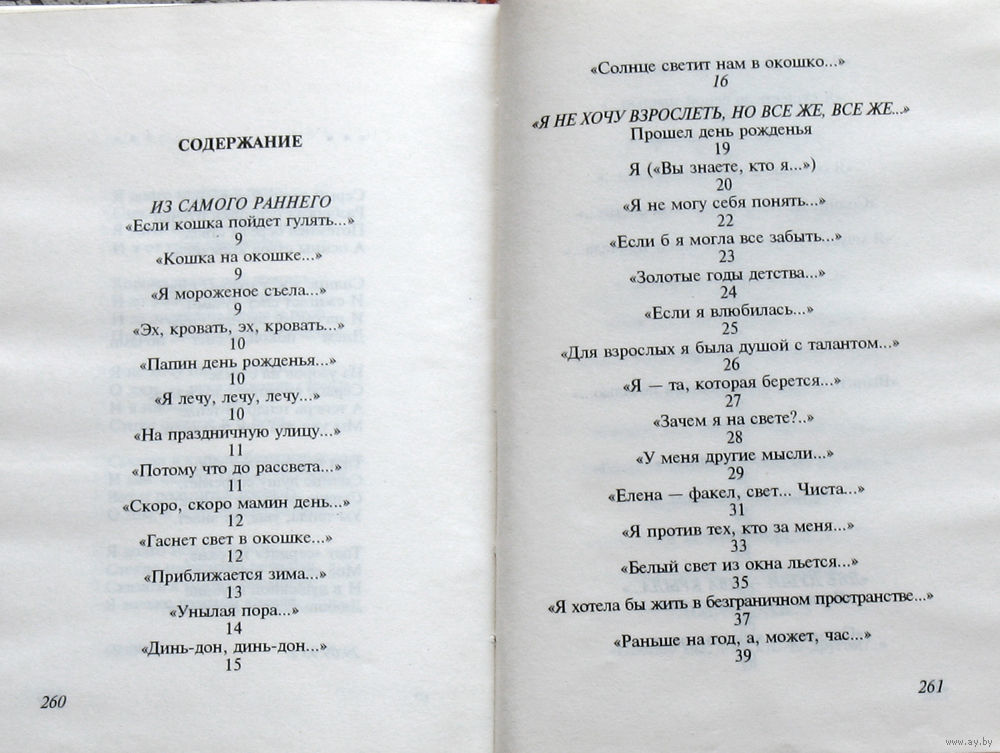 СОДЕРЖАНИЕ
ИЗ САМОГО РАННЕГО
«Если кошка пойдет гулять...»
9
«Кошка на окошке...»
9
«Я мороженое съела...»
9
«Эх, кровать, эх, кровать...»
10
«Папин день рожденья...»
10
«Я лечу, лечу, лечу...»
10
«На праздничную улицу...»
11
«Потому что до рассвета...»
11
«Скоро, скоро мамин день...»
12
«Гаснет свет в окошке...»
12
«Приближается зима...»
13
«Унылая пора...»
14
«Динь-дон, динь-дон...»
15
260
«Солнце светит нам в окошко...»
16
«Я НЕ ХОЧУ ВЗРОСЛЕТЬ, НО ВСЕ ЖЕ, ВСЕ ЖЕ...»
Прошел день рожденья
19
Я («Вы знаете, кто я...»)
20
«Я не могу себя понять...»
22
«Если б я могла все забыть...»
23
«Золотые годы детства...»
24
«Если я влюбилась...»
25
«Для взрослых я была душой с талантом...»
26
«Я — та, которая берется...»
27
«Зачем я на свете?..»
28
«У меня другие мысли...»
29
«Елена — факел, свет... Чиста...»
31
«Я против тех, кто за меня...»
33
«Белый свет из окна льется...»
35
«Я хотела бы жить в безграничном пространстве...»
37
«Раньше на год, а, может, час...»
39
261
www.ay.by